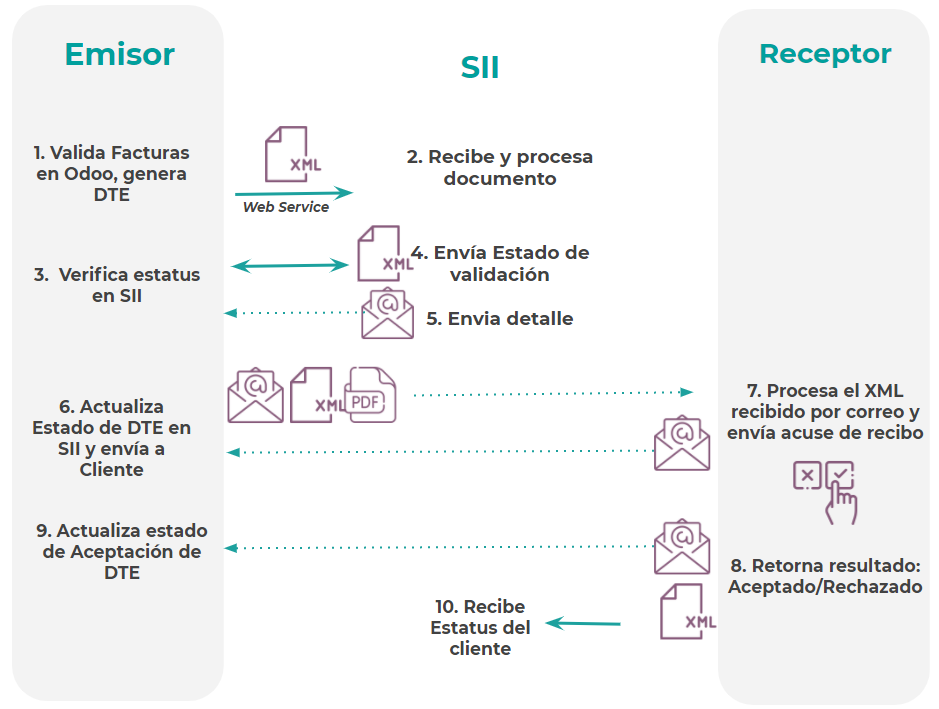 Emisor
SII
Receptor
1. Valida Facturas
en Odoo, genera
DTE
XML
Web Service
2. Recibe y procesa
documento
3. Verifica estatus
en SII
XML
4. Envía Estado de
validación
@
5. Envia detalle
6. Actualiza
Estado de DTE en
SII y envía a
Cliente
@
XML
PDF
7. Procesa el XML
recibido por correo y
envía acuse de recibo
@
8. Retorna resultado:
Aceptado/Rechazado
9. Actualiza estado
de Aceptación de
DTE
@
XML
10. Recibe
Estatus del
cliente